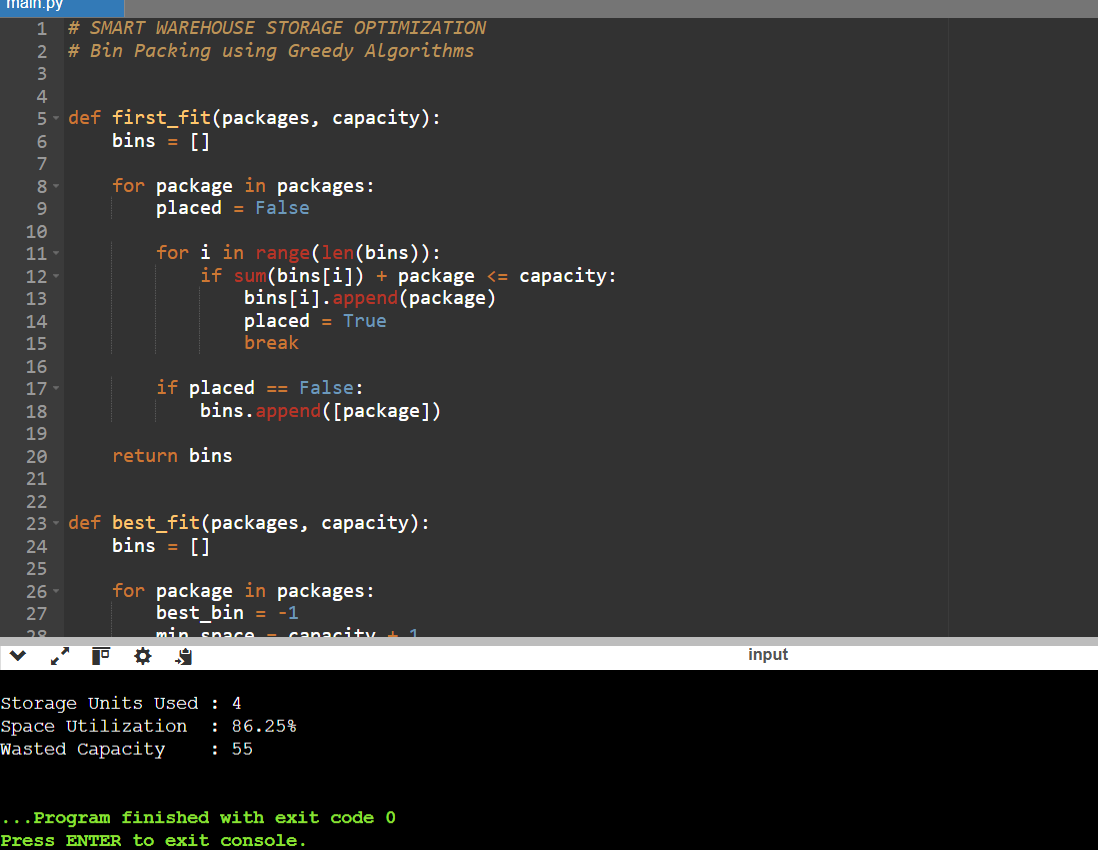 main.py
1 # SMART WAREHOUSE STORAGE OPTIMIZATION
2 # Bin Packing using Greedy Algorithms
3
4
5 def first_fit(packages, capacity):
6     bins = []
7
8     for package in packages:
9         placed = False
10
11         for i in range(len(bins)):
12             if sum(bins[i]) + package <= capacity:
13                 bins[i].append(package)
14                 placed = True
15                 break
16
17         if placed == False:
18             bins.append([package])
19
20     return bins
21
22
23 def best_fit(packages, capacity):
24     bins = []
25
26     for package in packages:
27         best_bin = -1
28         min_space = capacity + 1
input
Storage Units Used : 4
Space Utilization  : 86.25%
Wasted Capacity    : 55
...Program finished with exit code 0
Press ENTER to exit console.